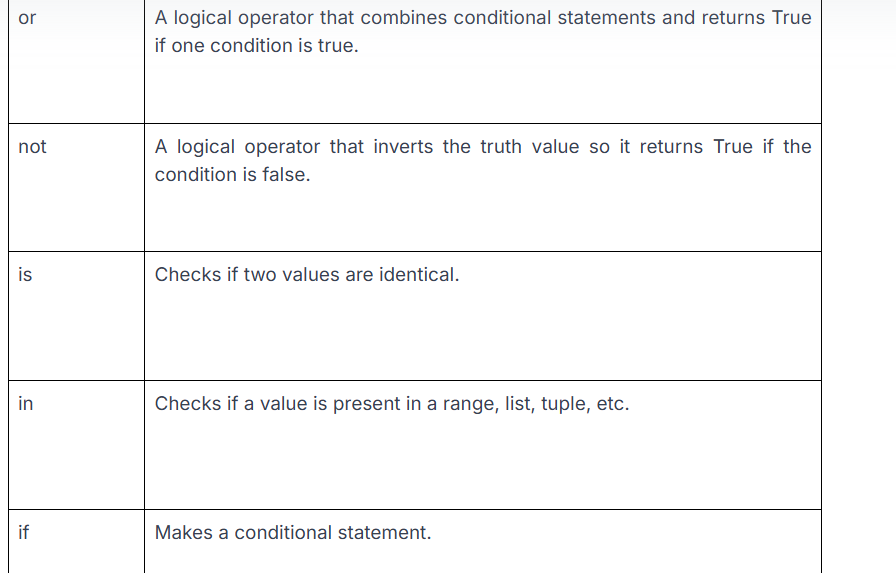 or
A logical operator that combines conditional statements and returns True
if one condition is true.
not
A logical operator that inverts the truth value so it returns True if the
condition is false.
is
Checks if two values are identical.
in
Checks if a value is present in a range, list, tuple, etc.
if
Makes a conditional statement.